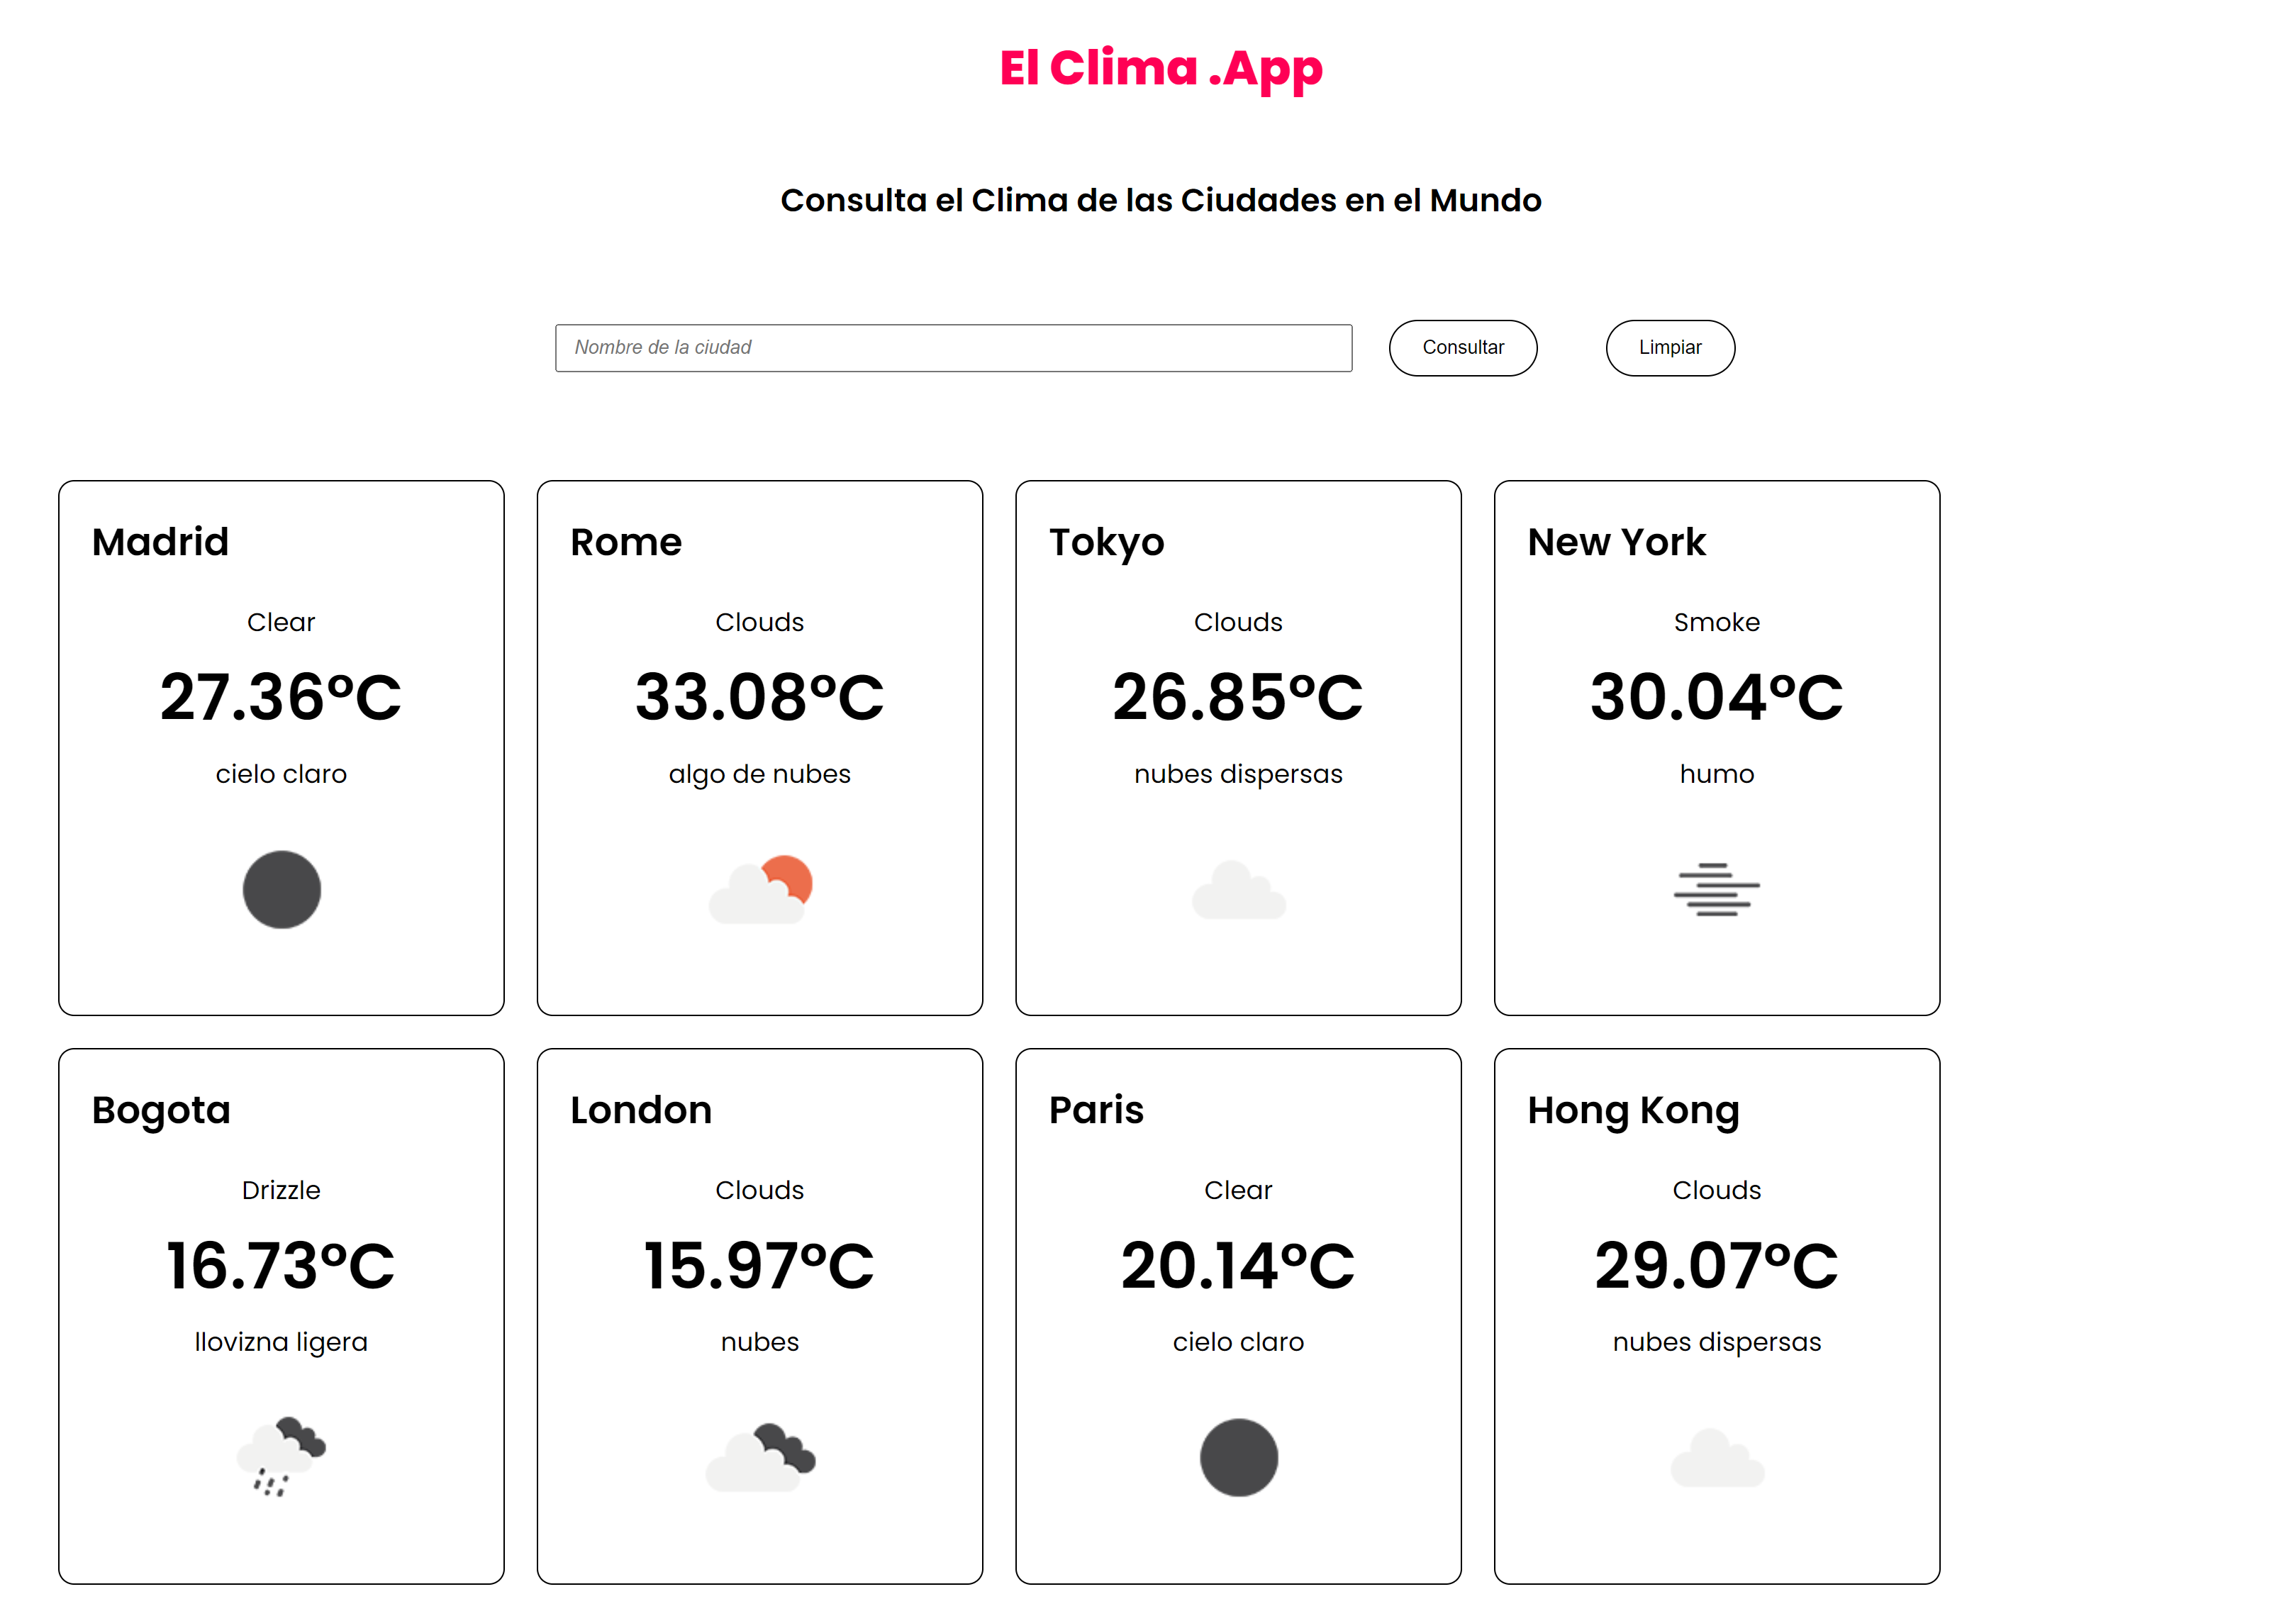 El Clima .App
Consulta el Clima de las Ciudades en el Mundo
Nombre de la ciudad
Consultar
Limpiar
Madrid
Clear
27.36°C
cielo claro
Rome
Clouds
33.08°C
algo de nubes
Tokyo
Clouds
26.85°C
nubes dispersas
New York
Smoke
30.04°C
humo
Bogota
Drizzle
16.73°C
llovizna ligera
London
Clouds
15.97°C
nubes
Paris
Clear
20.14°C
cielo claro
Hong Kong
Clouds
29.07°C
nubes dispersas